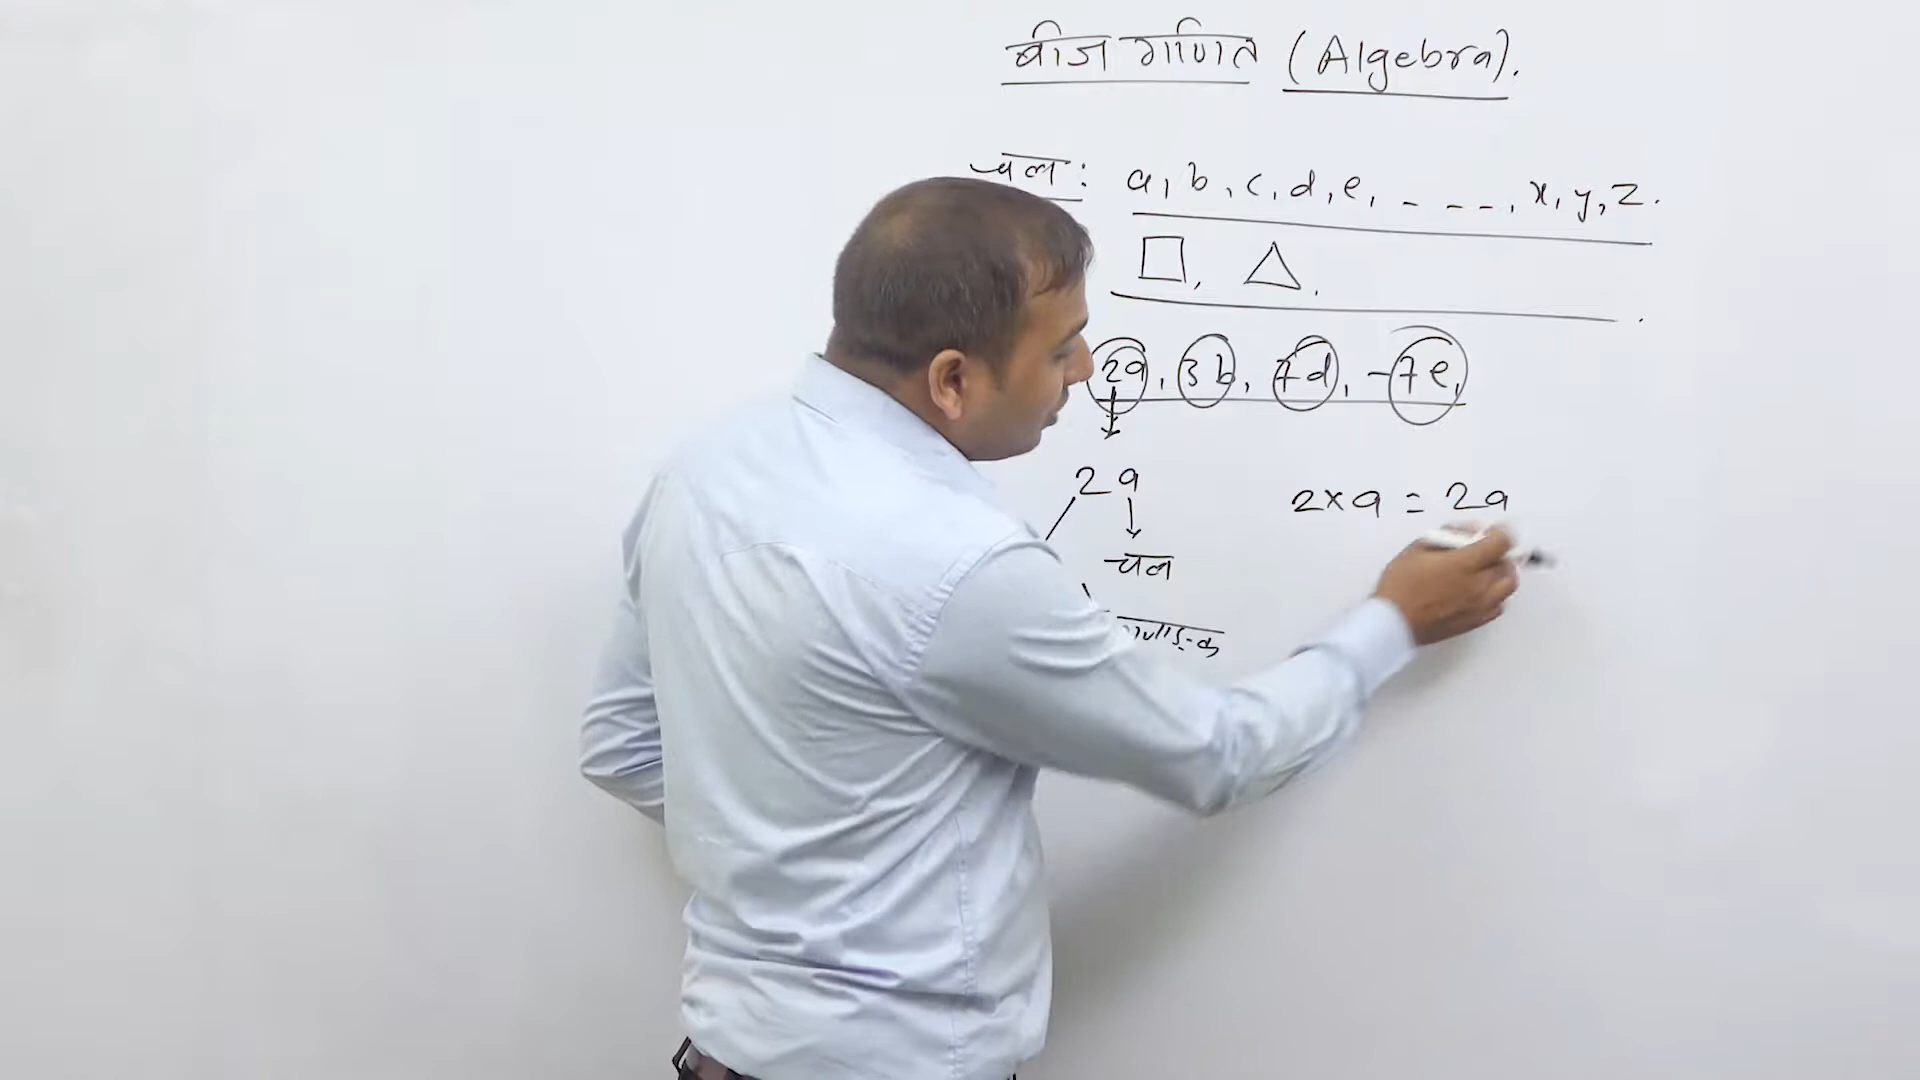 बीज गणित (Algebra).
चल : a, b, c, d, e, - - - -, x, y, z.
2a, 3b, 7d, -7e,
2a
2×a = 2a
चल